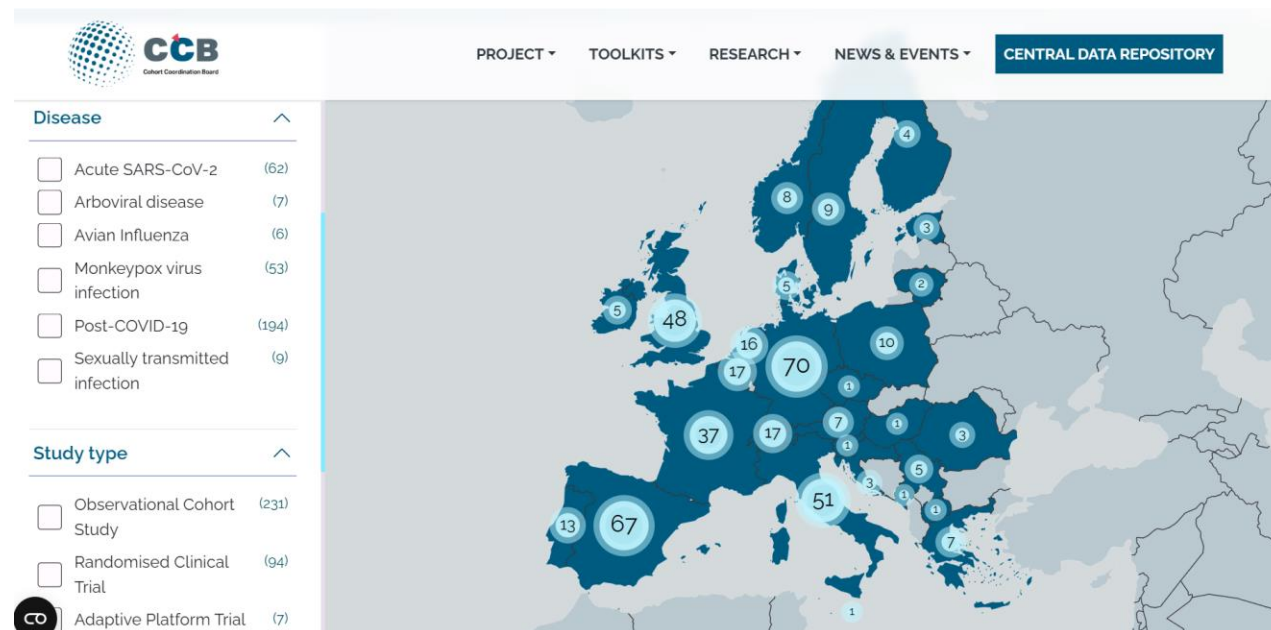 CCB
Cohort Coordination Board
PROJECT
TOOLKITS
RESEARCH
NEWS & EVENTS
CENTRAL DATA REPOSITORY
Disease
Acute SARS-CoV-2 (62)
Arboviral disease (7)
Avian Influenza (6)
Monkeypox virus (53)
infection
Post-COVID-19 (194)
Sexually transmitted (9)
infection
Study type
Observational Cohort (231)
Study
Randomised Clinical (94)
Trial
Adaptive Platform Trial (7)
4
8
9
3
5
2
5
48
16
10
17
70
1
37
17
7
1
3
1
5
3
51
1
1
13
67
7
1